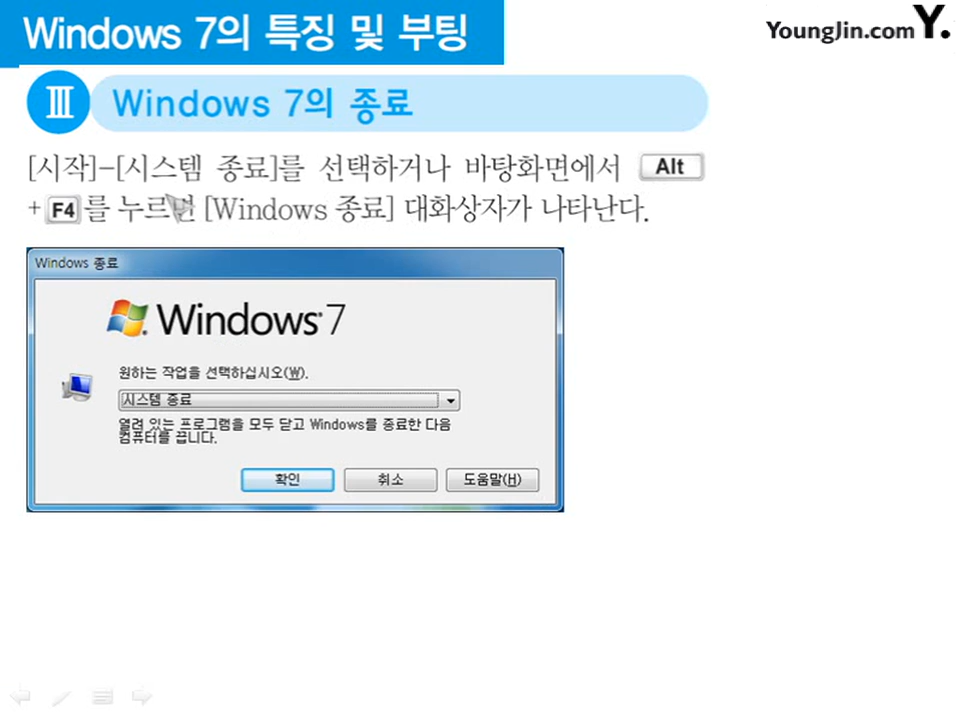 Windows 7의 특징 및 부팅
YoungJin.com Y.
Ⅲ Windows 7의 종료
[시작]-[시스템 종료]를 선택하거나 바탕화면에서 Alt
+F4를 누르면 [Windows 종료] 대화상자가 나타난다.
Windows 종료
Windows 7
원하는 작업을 선택하십시오(W).
시스템 종료
열려 있는 프로그램을 모두 닫고 Windows를 종료한 다음
컴퓨터를 끕니다.
확인 취소 도움말(H)